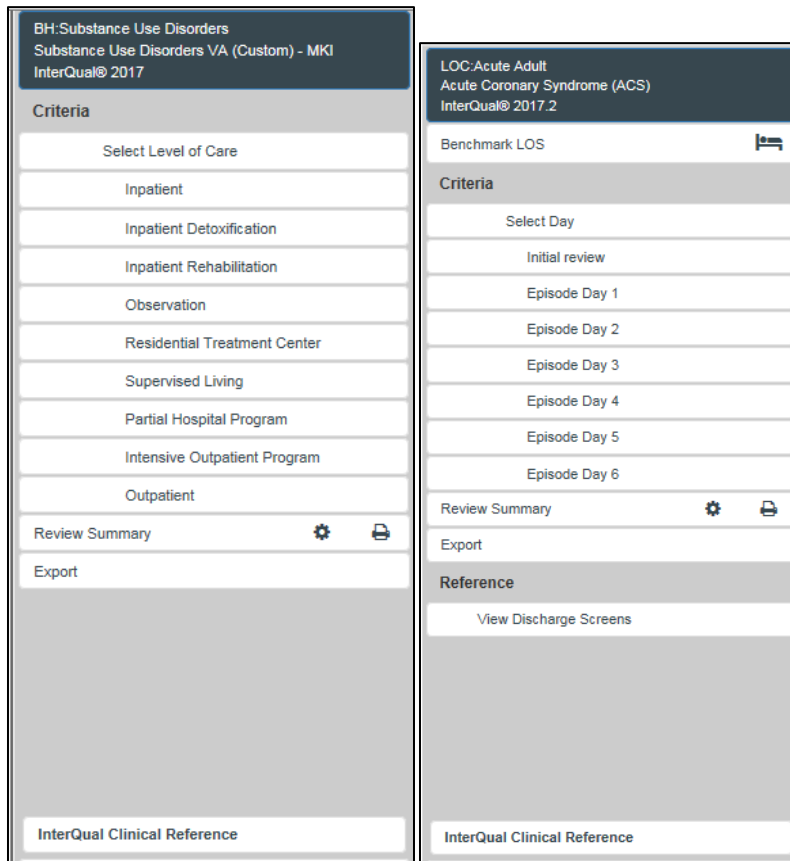 BH:Substance Use Disorders
Substance Use Disorders VA (Custom) - MKI
InterQual® 2017
Criteria
Select Level of Care
Inpatient
Inpatient Detoxification
Inpatient Rehabilitation
Observation
Residential Treatment Center
Supervised Living
Partial Hospital Program
Intensive Outpatient Program
Outpatient
Review Summary
Export
InterQual Clinical Reference
LOC:Acute Adult
Acute Coronary Syndrome (ACS)
InterQual® 2017.2
Benchmark LOS
Criteria
Select Day
Initial review
Episode Day 1
Episode Day 2
Episode Day 3
Episode Day 4
Episode Day 5
Episode Day 6
Review Summary
Export
Reference
View Discharge Screens
InterQual Clinical Reference